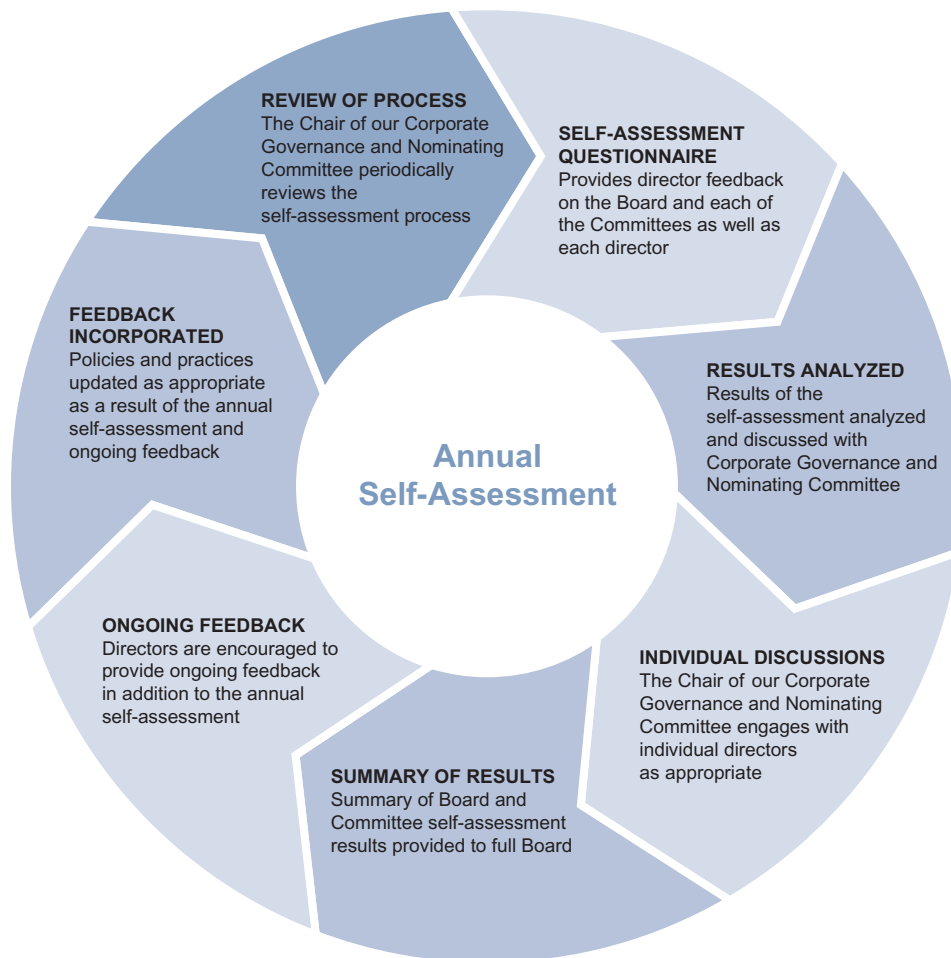 REVIEW OF PROCESS
The Chair of our Corporate
Governance and Nominating
Committee periodically
reviews the
self-assessment process
SELF-ASSESSMENT
QUESTIONNAIRE
Provides director feedback
on the Board and each of
the Committees as well as
each director
RESULTS ANALYZED
Results of the
self-assessment analyzed
and discussed with
Corporate Governance and
Nominating Committee
INDIVIDUAL DISCUSSIONS
The Chair of our Corporate
Governance and Nominating
Committee engages with
individual directors
as appropriate
SUMMARY OF RESULTS
Summary of Board and
Committee self-assessment
results provided to full Board
ONGOING FEEDBACK
Directors are encouraged to
provide ongoing feedback
in addition to the annual
self-assessment
FEEDBACK
INCORPORATED
Policies and practices
updated as appropriate
as a result of the annual
self-assessment and
ongoing feedback
Annual
Self-Assessment